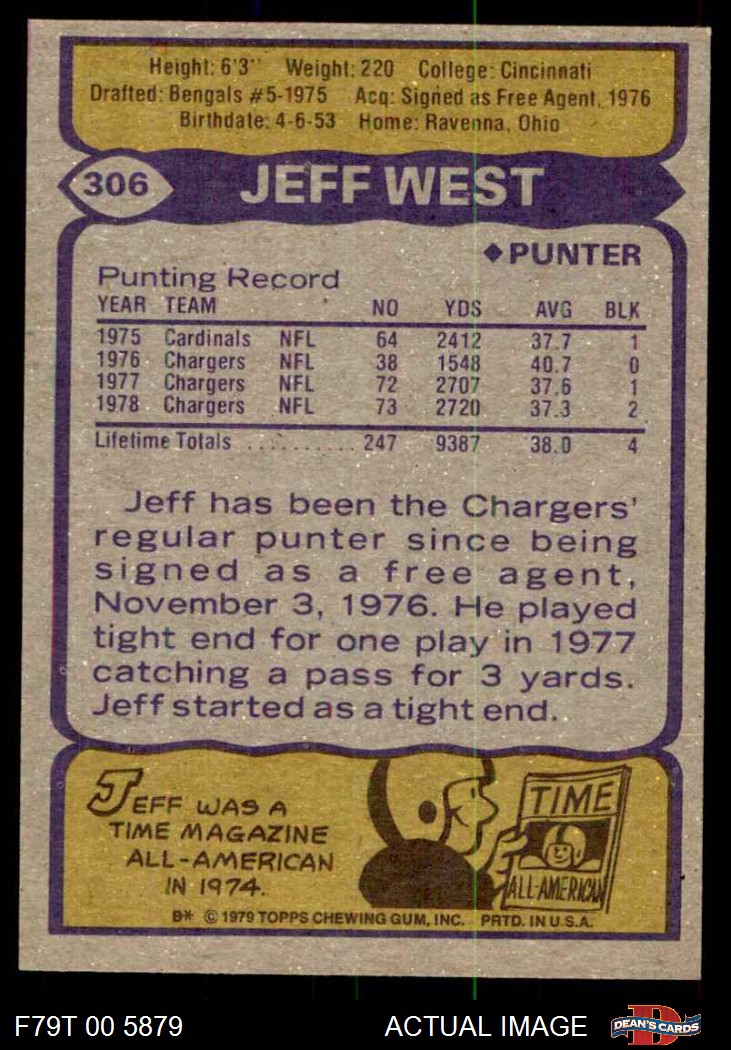 Height: 6'3" Weight: 220 College: Cincinnati
Drafted: Bengals #5-1975 Acq: Signed as Free Agent, 1976
Birthdate: 4-6-53 Home: Ravenna, Ohio
306 JEFF WEST
◆ PUNTER
Punting Record
YEAR TEAM NO YDS AVG BLK
1975 Cardinals NFL 64 2412 37.7 1
1976 Chargers NFL 38 1548 40.7 0
1977 Chargers NFL 72 2707 37.6 1
1978 Chargers NFL 73 2720 37.3 2
Lifetime Totals .......... 247 9387 38.0 4
Jeff has been the Chargers'
regular punter since being
signed as a free agent,
November 3, 1976. He played
tight end for one play in 1977
catching a pass for 3 yards.
Jeff started as a tight end.
JEFF WAS A
TIME MAGAZINE
ALL-AMERICAN
IN 1974.
TIME
ALL-AMERICAN
B* © 1979 TOPPS CHEWING GUM, INC. PRTD. IN U.S.A.
F79T 00 5879 ACTUAL IMAGE D DEAN'S CARDS